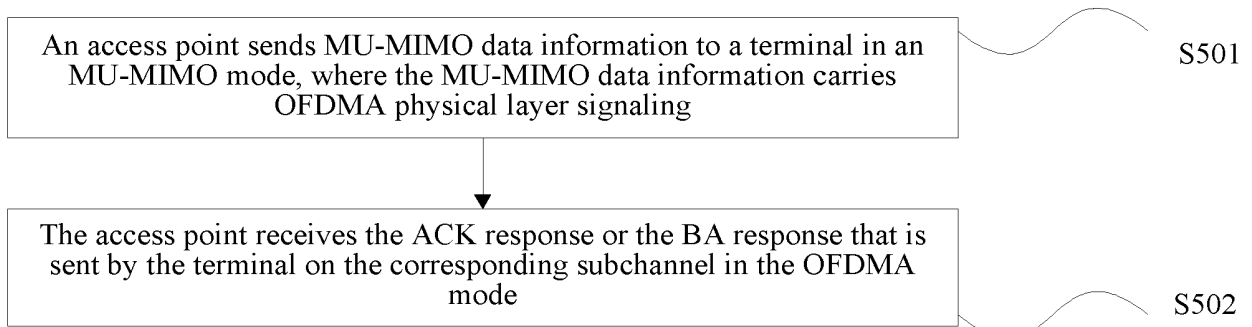 An access point sends MU-MIMO data information to a terminal in an
MU-MIMO mode, where the MU-MIMO data information carries
OFDMA physical layer signaling
S501
The access point receives the ACK response or the BA response that is
sent by the terminal on the corresponding subchannel in the OFDMA
mode
S502